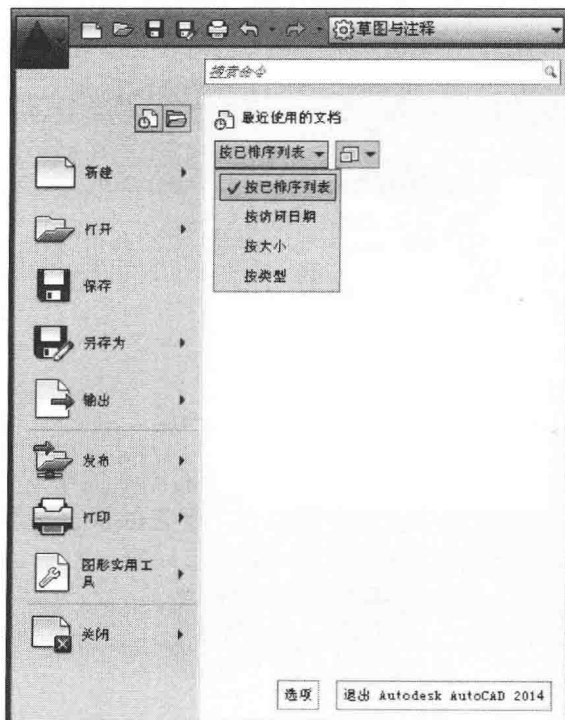 草图与注释
搜索命令
最近使用的文档
按已排序列表
按已排序列表
按访问日期
按大小
按类型
新建
打开
保存
另存为
输出
发布
打印
图形实用工
具
关闭
选项
退出 Autodesk AutoCAD 2014